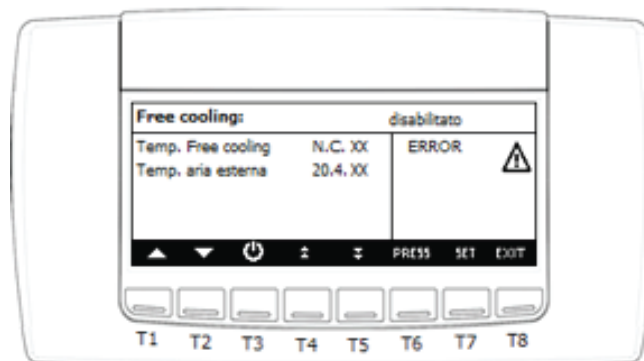 Free cooling: disabilitato
Temp. Free cooling N.C. XX ERROR
Temp. aria esterna 20.4. XX
PRESS SET EXIT
T1 T2 T3 T4 T5 T6 T7 T8